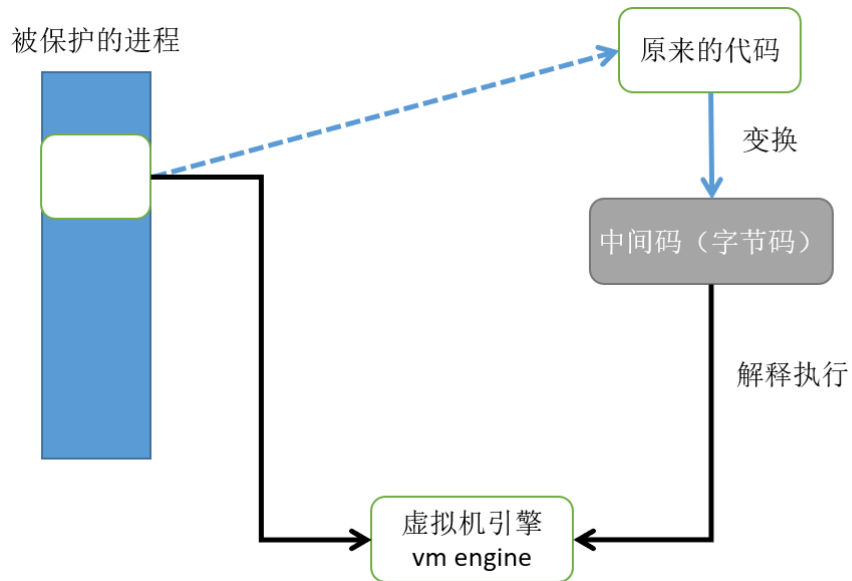 被保护的进程
原来的代码
变换
中间码（字节码）
解释执行
虚拟机引擎
vm engine